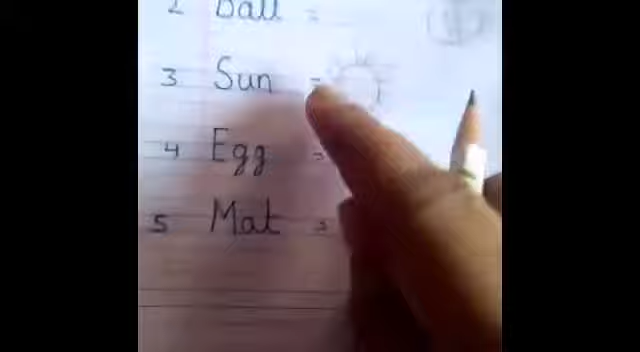 2 Ball =
3 Sun =
4 Egg =
5 Mat =